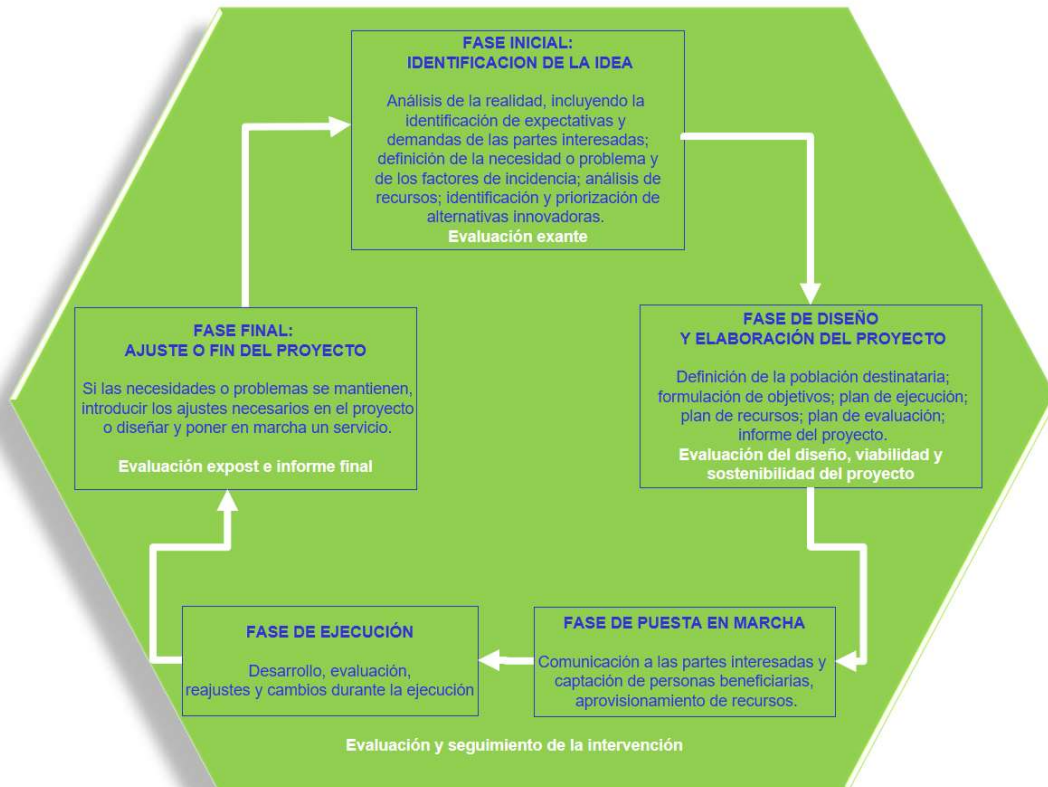 FASE INICIAL:
IDENTIFICACION DE LA IDEA
Análisis de la realidad, incluyendo la
identificación de expectativas y
demandas de las partes interesadas;
definición de la necesidad o problema y
de los factores de incidencia; análisis de
recursos; identificación y priorización de
alternativas innovadoras.
Evaluación exante
FASE DE DISEÑO
Y ELABORACIÓN DEL PROYECTO
Definición de la población destinataria;
formulación de objetivos; plan de ejecución;
plan de recursos; plan de evaluación;
informe del proyecto.
Evaluación del diseño, viabilidad y
sostenibilidad del proyecto
FASE DE PUESTA EN MARCHA
Comunicación a las partes interesadas y
captación de personas beneficiarias,
aprovisionamiento de recursos.
FASE DE EJECUCIÓN
Desarrollo, evaluación,
reajustes y cambios durante la ejecución
Evaluación y seguimiento de la intervención
FASE FINAL:
AJUSTE O FIN DEL PROYECTO
Si las necesidades o problemas se mantienen,
introducir los ajustes necesarios en el proyecto
o diseñar y poner en marcha un servicio.
Evaluación expost e informe final